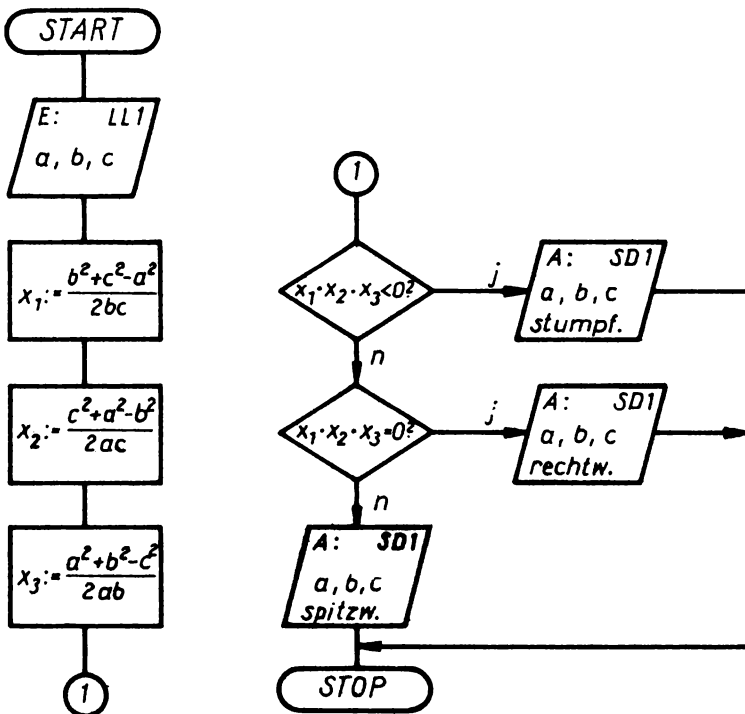 START
E: LL1
a, b, c
x₁:= (b²+c²-a²)/2bc
x₂:= (c²+a²-b²)/2ac
x₃:= (a²+b²-c²)/2ab
1
1
x₁·x₂·x₃<0?
j
A: SD1
a, b, c
stumpf.
n
x₁·x₂·x₃=0?
j
A: SD1
a, b, c
rechtw.
n
A: SD1
a, b, c
spitzw.
STOP